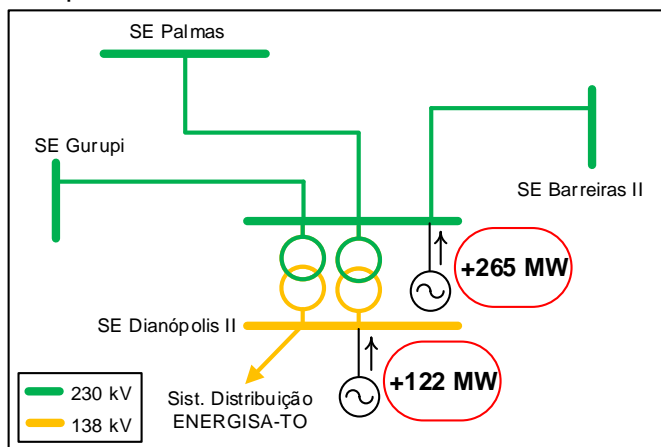 SE Palmas
SE Gurupi
SE Barreiras II
+265 MW
SE Dianópolis II
+122 MW
Sist. Distribuição
ENERGISA-TO
230 kV
138 kV